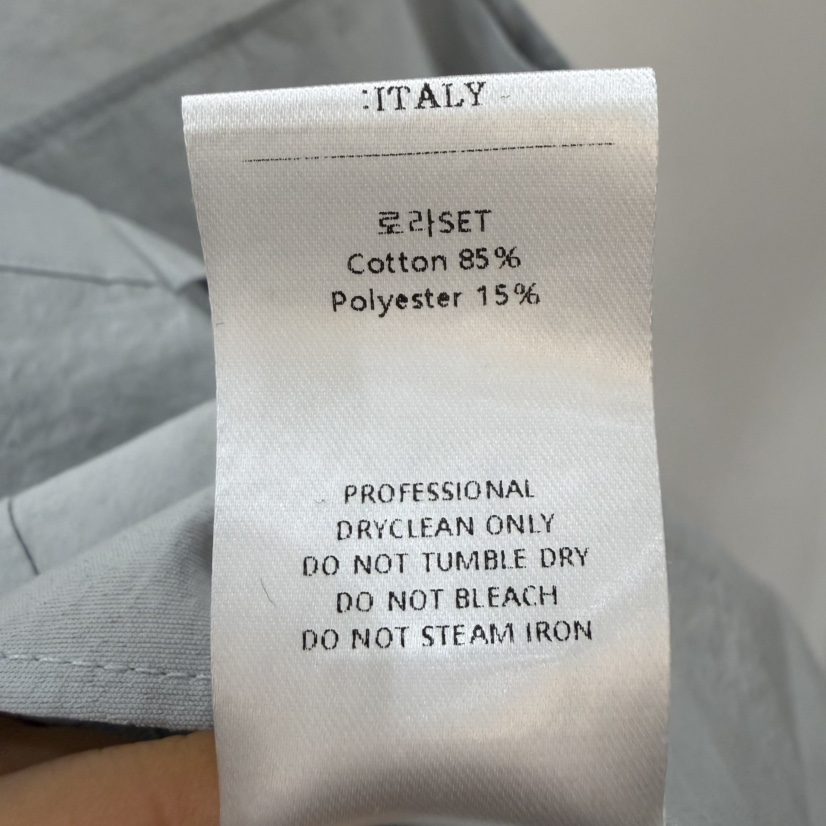 :ITALY
로라SET
Cotton 85%
Polyester 15%
PROFESSIONAL
DRYCLEAN ONLY
DO NOT TUMBLE DRY
DO NOT BLEACH
DO NOT STEAM IRON